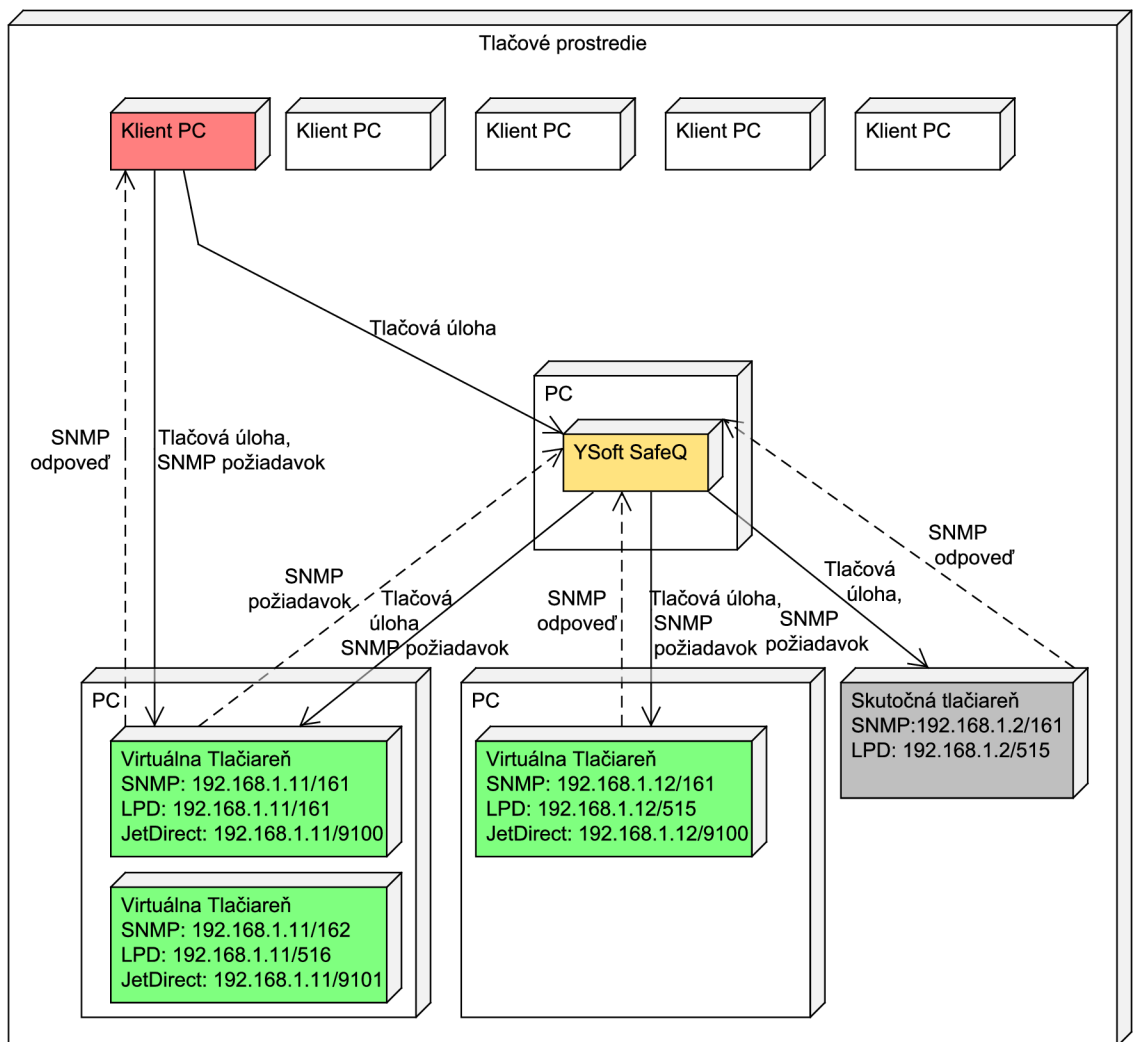 Tlačové prostredie
Klient PC
Klient PC
Klient PC
Klient PC
Klient PC
Tlačová úloha
PC
YSoft SafeQ
SNMP
odpoveď
Tlačová úloha,
SNMP požiadavok
SNMP
požiadavok
Tlačová
úloha,
SNMP požiadavok
SNMP
odpoveď
Tlačová úloha,
SNMP
požiadavok
Tlačová
úloha,
SNMP
požiadavok
SNMP
odpoveď
PC
Virtuálna Tlačiareň
SNMP: 192.168.1.11/161
LPD: 192.168.1.11/161
JetDirect: 192.168.1.11/9100
Virtuálna Tlačiareň
SNMP: 192.168.1.11/162
LPD: 192.168.1.11/516
JetDirect: 192.168.1.11/9101
PC
Virtuálna Tlačiareň
SNMP: 192.168.1.12/161
LPD: 192.168.1.12/515
JetDirect: 192.168.1.12/9100
Skutočná tlačiareň
SNMP:192.168.1.2/161
LPD: 192.168.1.2/515